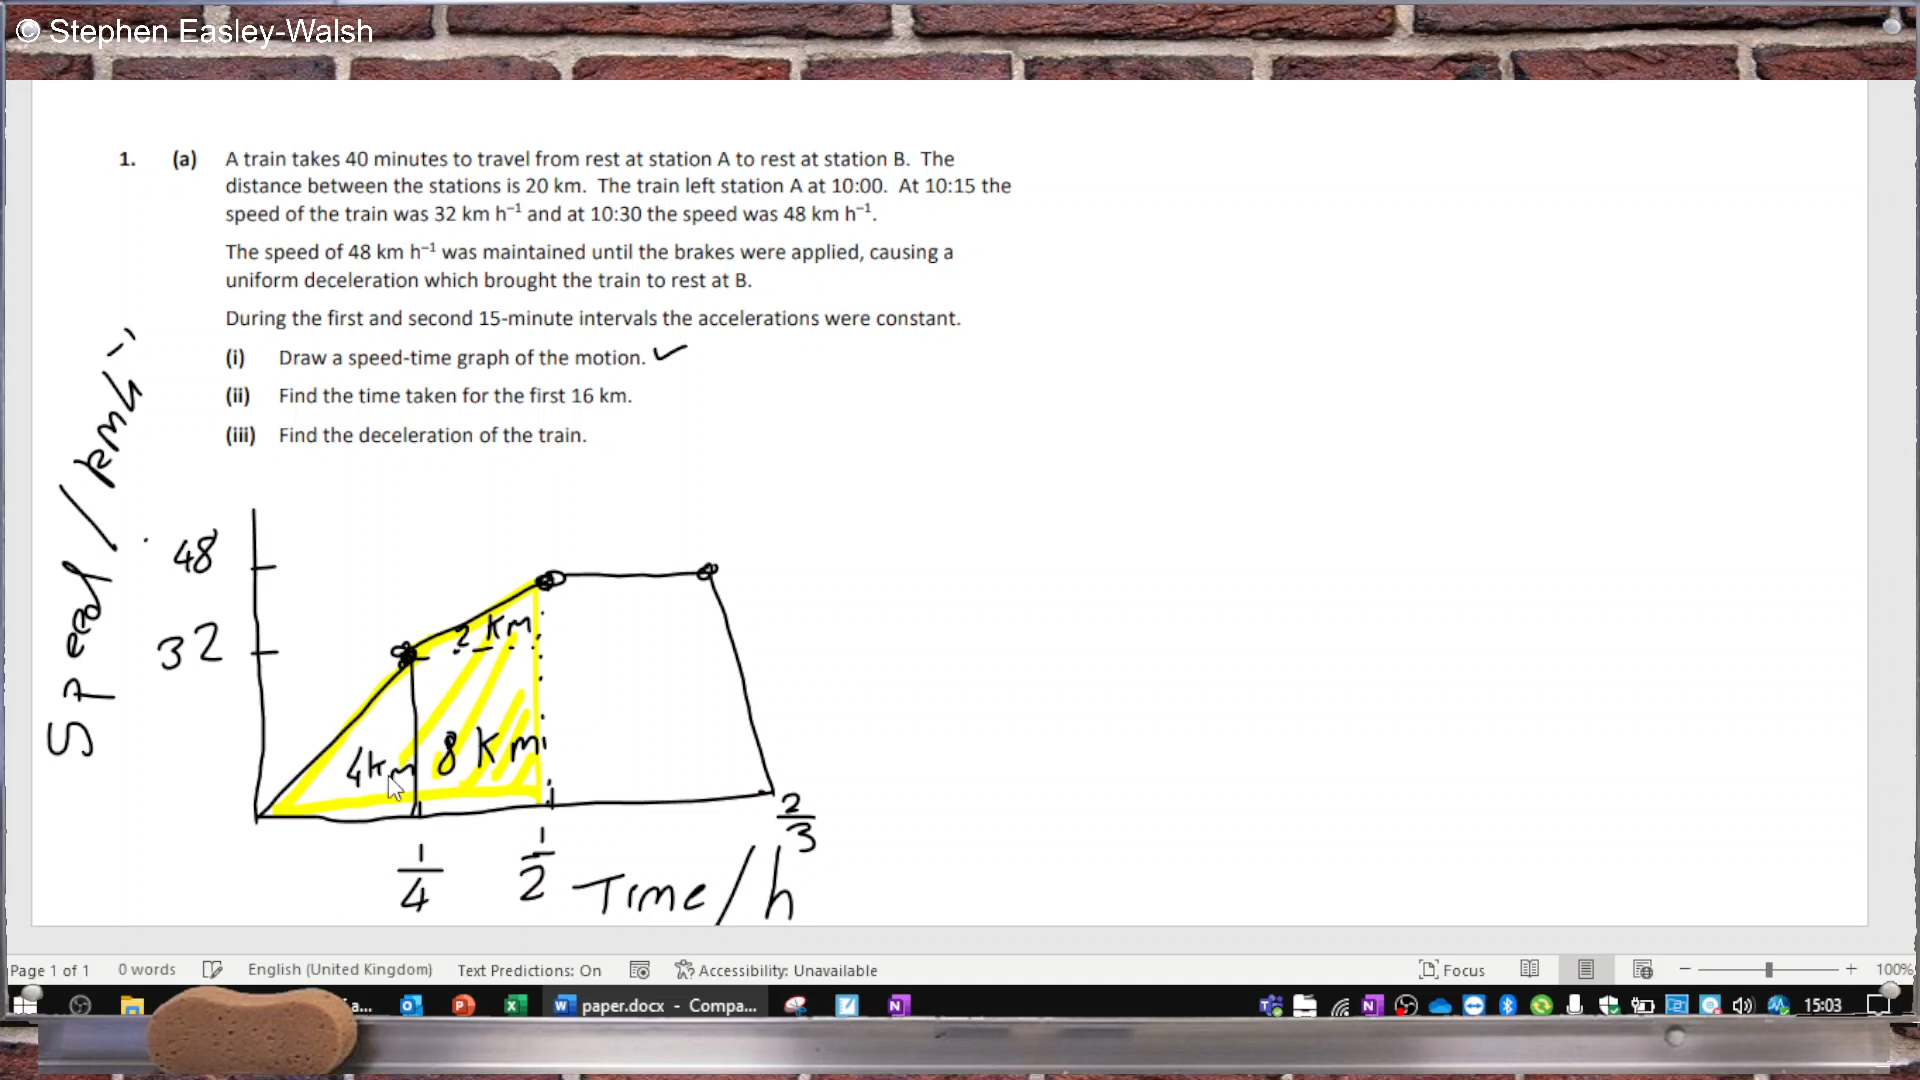 © Stephen Easley-Walsh
1. (a) A train takes 40 minutes to travel from rest at station A to rest at station B. The
distance between the stations is 20 km. The train left station A at 10:00. At 10:15 the
speed of the train was 32 km h⁻¹ and at 10:30 the speed was 48 km h⁻¹.
The speed of 48 km h⁻¹ was maintained until the brakes were applied, causing a
uniform deceleration which brought the train to rest at B.
During the first and second 15-minute intervals the accelerations were constant.
(i) Draw a speed-time graph of the motion. ✓
(ii) Find the time taken for the first 16 km.
(iii) Find the deceleration of the train.
Speed / kmh⁻¹
48
32
2 km
4km
8 km
1/4
1/2
2/3
Time / h
Page 1 of 1 0 words English (United Kingdom) Text Predictions: On Accessibility: Unavailable Focus 100%
a... paper.docx - Compa... 15:03